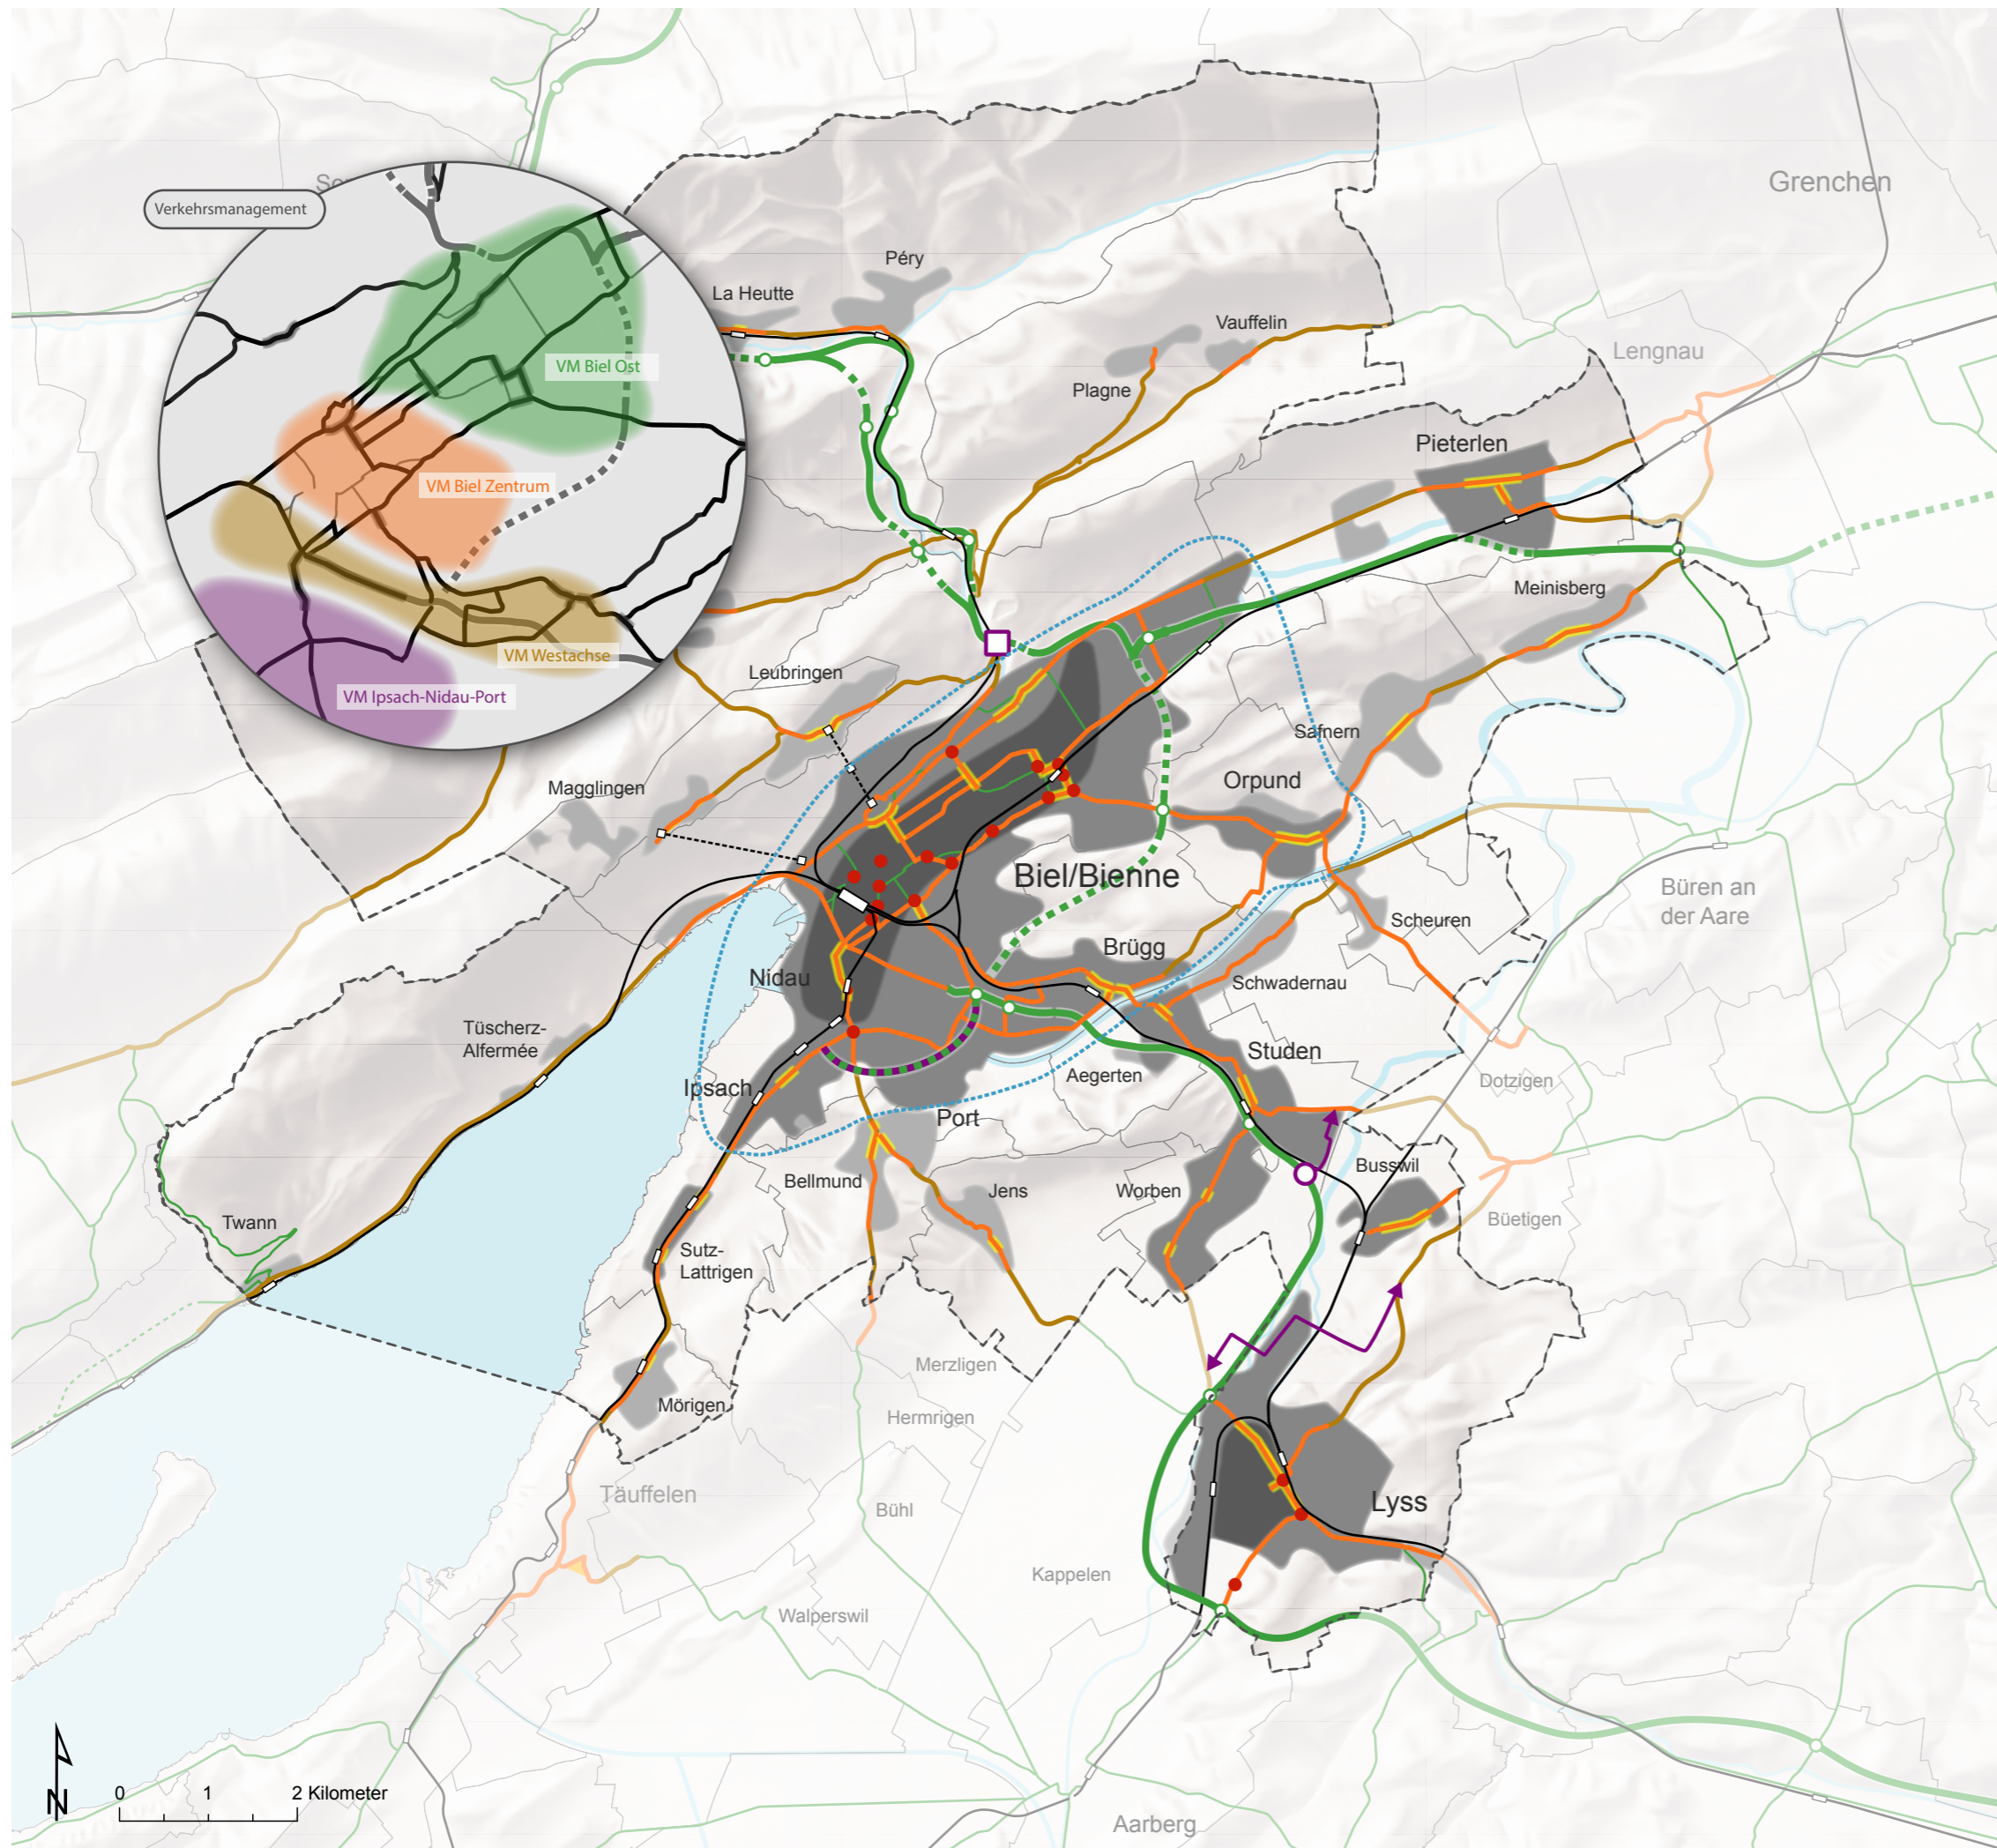 Grenchen
Verkehrsmanagement
Péry
La Heutte
Vauffelin
Lengnau
VM Biel Ost
Plagne
Pieterlen
VM Biel Zentrum
Meinisberg
VM Westachse
Leubringen
VM Ipsach-Nidau-Port
Safnern
Orpund
Magglingen
Biel/Bienne
Büren an
der Aare
Scheuren
Brügg
Nidau
Schwadernau
Tüscherz-
Alfermée
Studen
Aegerten
Dotzigen
Ipsach
Port
Busswil
Bellmund
Jens
Worben
Twann
Büetigen
Sutz-
Lattrigen
Merzligen
Mörigen
Hermrigen
Täuffelen
Lyss
Bühl
Kappelen
Walperswil
N
0 1 2 Kilometer
Aarberg